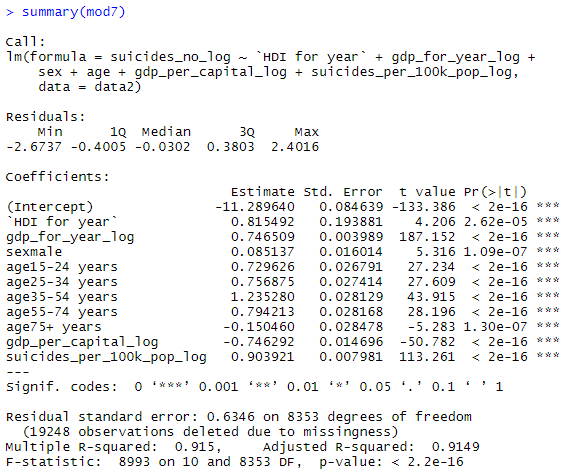 > summary(mod7)
Call:
lm(formula = suicides_no_log ~ `HDI for year` + gdp_for_year_log +
    sex + age + gdp_per_capital_log + suicides_per_100k_pop_log,
    data = data2)
Residuals:
    Min      1Q  Median      3Q     Max
-2.6737 -0.4005 -0.0302  0.3803  2.4016
Coefficients:
                            Estimate Std. Error  t value Pr(>|t|)
(Intercept)               -11.289640   0.084639 -133.386  < 2e-16 ***
`HDI for year`              0.815492   0.193881    4.206 2.62e-05 ***
gdp_for_year_log            0.746509   0.003989  187.152  < 2e-16 ***
sexmale                     0.085137   0.016014    5.316 1.09e-07 ***
age15-24 years              0.729626   0.026791   27.234  < 2e-16 ***
age25-34 years              0.756875   0.027414   27.609  < 2e-16 ***
age35-54 years              1.235280   0.028129   43.915  < 2e-16 ***
age55-74 years              0.794213   0.028168   28.196  < 2e-16 ***
age75+ years               -0.150460   0.028478   -5.283 1.30e-07 ***
gdp_per_capital_log        -0.746292   0.014696  -50.782  < 2e-16 ***
suicides_per_100k_pop_log   0.903921   0.007981  113.261  < 2e-16 ***
---
Signif. codes:  0 ‘***’ 0.001 ‘**’ 0.01 ‘*’ 0.05 ‘.’ 0.1 ‘ ’ 1
Residual standard error: 0.6346 on 8353 degrees of freedom
  (19248 observations deleted due to missingness)
Multiple R-squared:  0.915,	Adjusted R-squared:  0.9149
F-statistic:  8993 on 10 and 8353 DF,  p-value: < 2.2e-16